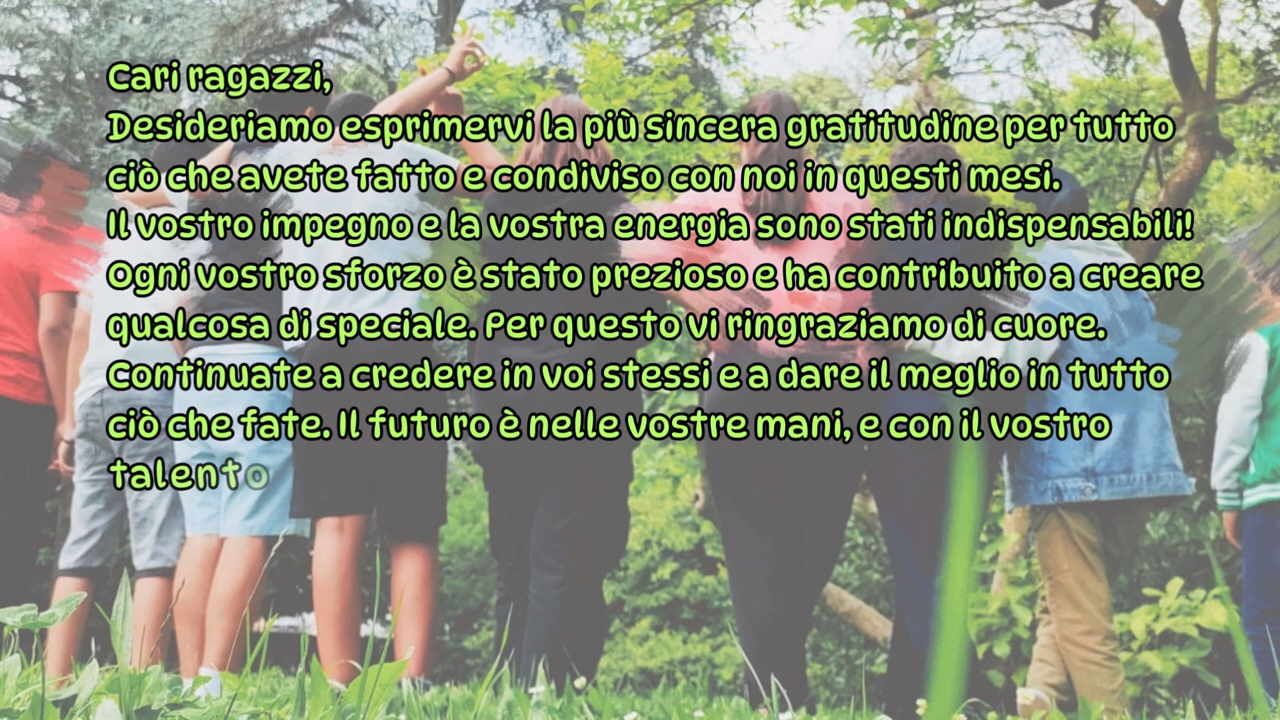 Cari ragazzi,
Desideriamo esprimervi la più sincera gratitudine per tutto
ciò che avete fatto e condiviso con noi in questi mesi.
Il vostro impegno e la vostra energia sono stati indispensabili!
Ogni vostro sforzo è stato prezioso e ha contribuito a creare
qualcosa di speciale. Per questo vi ringraziamo di cuore.
Continuate a credere in voi stessi e a dare il meglio in tutto
ciò che fate. Il futuro è nelle vostre mani, e con il vostro
talento